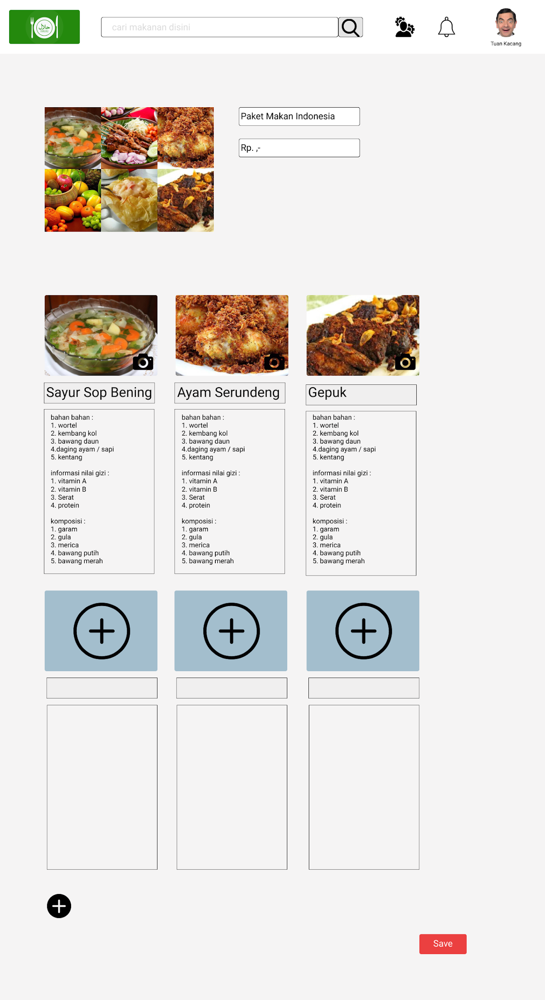 حلال
HALAL
cari makanan disini
Tuan Kacang
Paket Makan Indonesia
Rp. ,-
Sayur Sop Bening
bahan bahan :
1. wortel
2. kembang kol
3. bawang daun
4.daging ayam / sapi
5. kentang
informasi nilai gizi :
1. vitamin A
2. vitamin B
3. Serat
4. protein
komposisi :
1. garam
2. gula
3. merica
4. bawang putih
5. bawang merah
Ayam Serundeng
bahan bahan :
1. wortel
2. kembang kol
3. bawang daun
4.daging ayam / sapi
5. kentang
informasi nilai gizi :
1. vitamin A
2. vitamin B
3. Serat
4. protein
komposisi :
1. garam
2. gula
3. merica
4. bawang putih
5. bawang merah
Gepuk
bahan bahan :
1. wortel
2. kembang kol
3. bawang daun
4.daging ayam / sapi
5. kentang
informasi nilai gizi :
1. vitamin A
2. vitamin B
3. Serat
4. protein
komposisi :
1. garam
2. gula
3. merica
4. bawang putih
5. bawang merah
Save